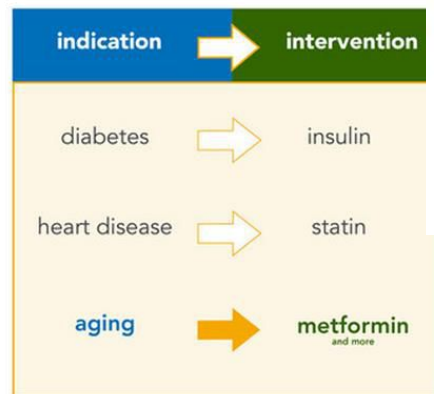 indication intervention
diabetes insulin
heart disease statin
aging metformin
and more